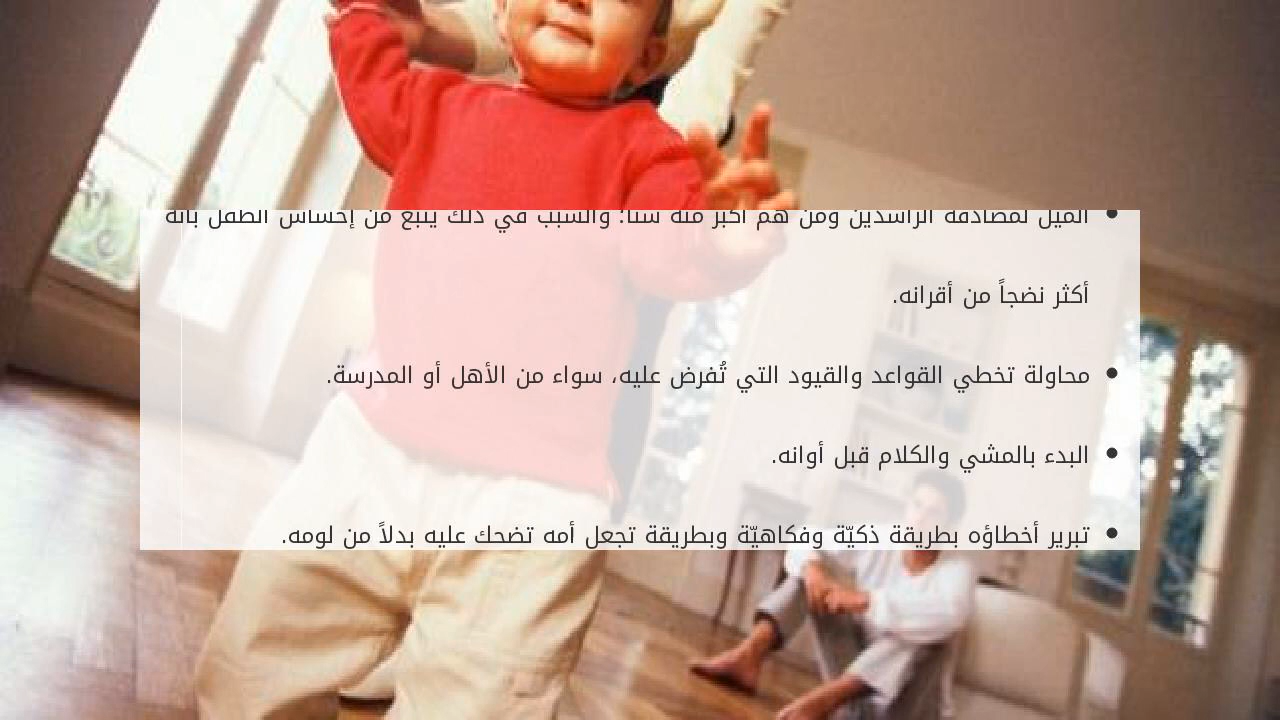 الميل لمصادقة الراشدين ومن هم أكبر منه سناً؛ والسبب في ذلك ينبع من إحساس الطفل بأنه
أكثر نضجاً من أقرانه.
محاولة تخطي القواعد والقيود التي تُفرض عليه، سواء من الأهل أو المدرسة.
البدء بالمشي والكلام قبل أوانه.
تبرير أخطاؤه بطريقة ذكيّة وفكاهيّة وبطريقة تجعل أمه تضحك عليه بدلاً من لومه.